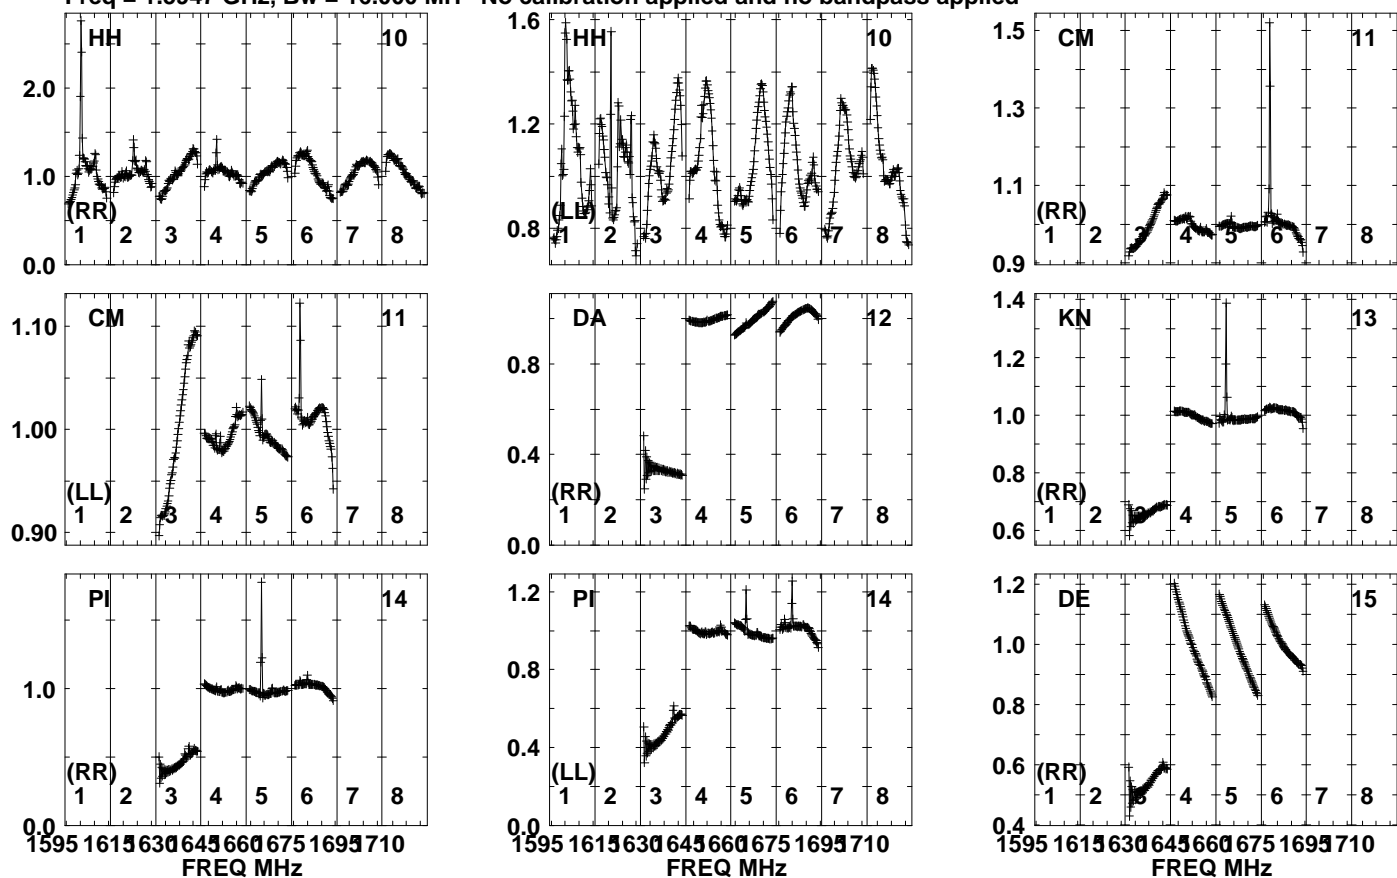 Freq = 1.5947 GHz, Bw = 16.000 MH No calibration applied and no bandpass applied
HH 10
2.0
1.0
0.0
(RR)
1 2 3 4 5 6 7 8
HH 10
1.6
1.2
0.8
(LL)
1 2 3 4 5 6 7 8
CM 11
1.5
1.3
1.1
0.9
(RR)
1 2 3 4 5 6 7 8
CM 11
1.10
1.00
0.90
(LL)
1 2 3 4 5 6 7 8
DA 12
0.8
0.4
0.0
(RR)
1 2 3 4 5 6 7 8
KN 13
1.4
1.2
1.0
0.8
0.6
(RR)
1 2 3 4 5 6 7 8
PI 14
1.0
0.0
(RR)
1 2 3 4 5 6 7 8
1595 1615 1630 1645 1660 1675 1695 1710
FREQ MHz
PI 14
1.2
0.8
0.4
0.0
(LL)
1 2 3 4 5 6 7 8
1595 1615 1630 1645 1660 1675 1695 1710
FREQ MHz
DE 15
1.2
1.0
0.8
0.6
0.4
(RR)
1 2 3 4 5 6 7 8
1595 1615 1630 1645 1660 1675 1695 1710
FREQ MHz